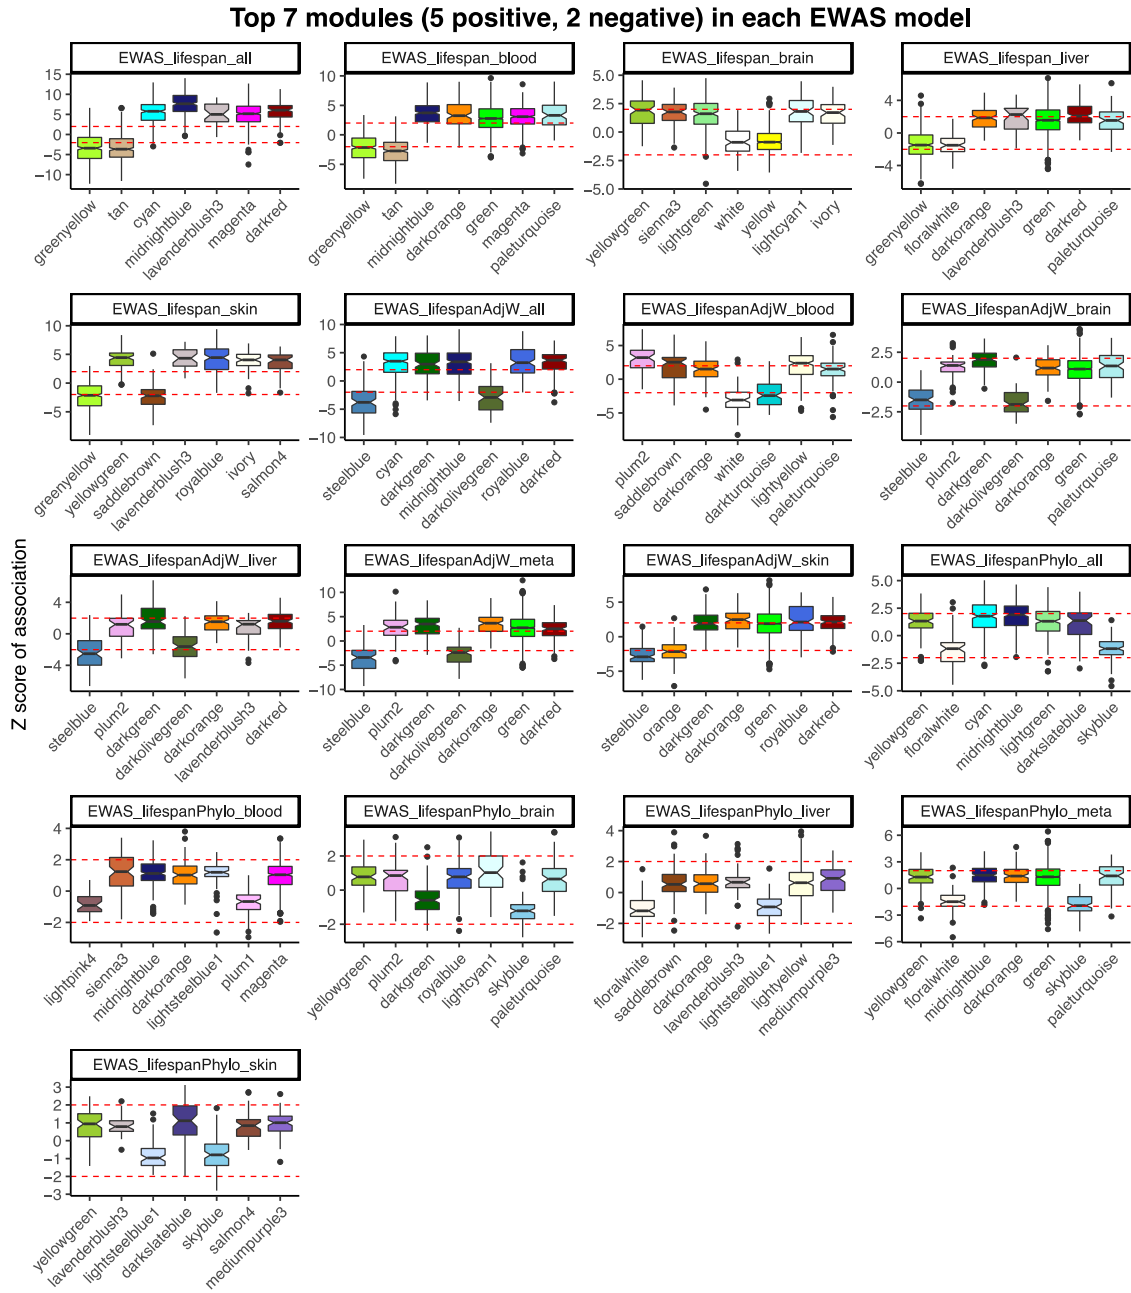 Top 7 modules (5 positive, 2 negative) in each EWAS model
Z score of association
EWAS_lifespan_all
15
10
5
0
−5
−10
greenyellow
tan
cyan
midnightblue
lavenderblush3
magenta
darkred
EWAS_lifespan_blood
10
5
0
−5
greenyellow
tan
midnightblue
darkorange
green
magenta
paleturquoise
EWAS_lifespan_brain
5.0
2.5
0.0
−2.5
−5.0
yellowgreen
sienna3
lightgreen
white
yellow
lightcyan1
ivory
EWAS_lifespan_liver
4
0
−4
greenyellow
floralwhite
darkorange
lavenderblush3
green
darkred
paleturquoise
EWAS_lifespan_skin
10
5
0
−5
greenyellow
yellowgreen
saddlebrown
lavenderblush3
royalblue
ivory
salmon4
EWAS_lifespanAdjW_all
10
5
0
−5
−10
steelblue
cyan
darkgreen
midnightblue
darkolivegreen
royalblue
darkred
EWAS_lifespanAdjW_blood
5
0
−5
plum2
saddlebrown
darkorange
white
darkturquoise
lightyellow
paleturquoise
EWAS_lifespanAdjW_brain
2.5
0.0
−2.5
steelblue
plum2
darkgreen
darkolivegreen
darkorange
green
paleturquoise
EWAS_lifespanAdjW_liver
4
0
−4
steelblue
plum2
darkgreen
darkolivegreen
darkorange
lavenderblush3
darkred
EWAS_lifespanAdjW_meta
10
5
0
−5
−10
steelblue
plum2
darkgreen
darkolivegreen
darkorange
green
darkred
EWAS_lifespanAdjW_skin
5
0
−5
steelblue
orange
darkgreen
darkorange
green
royalblue
darkred
EWAS_lifespanPhylo_all
5.0
2.5
0.0
−2.5
−5.0
yellowgreen
floralwhite
cyan
midnightblue
lightgreen
darkslateblue
skyblue
EWAS_lifespanPhylo_blood
4
2
0
−2
lightpink4
sienna3
midnightblue
darkorange
lightsteelblue1
plum1
magenta
EWAS_lifespanPhylo_brain
2
0
−2
yellowgreen
plum2
darkgreen
royalblue
lightcyan1
skyblue
paleturquoise
EWAS_lifespanPhylo_liver
4
2
0
−2
floralwhite
saddlebrown
darkorange
lavenderblush3
lightsteelblue1
lightyellow
mediumpurple3
EWAS_lifespanPhylo_meta
6
3
0
−3
−6
yellowgreen
floralwhite
midnightblue
darkorange
green
skyblue
paleturquoise
EWAS_lifespanPhylo_skin
3
2
1
0
−1
−2
−3
yellowgreen
lavenderblush3
lightsteelblue1
darkslateblue
skyblue
salmon4
mediumpurple3